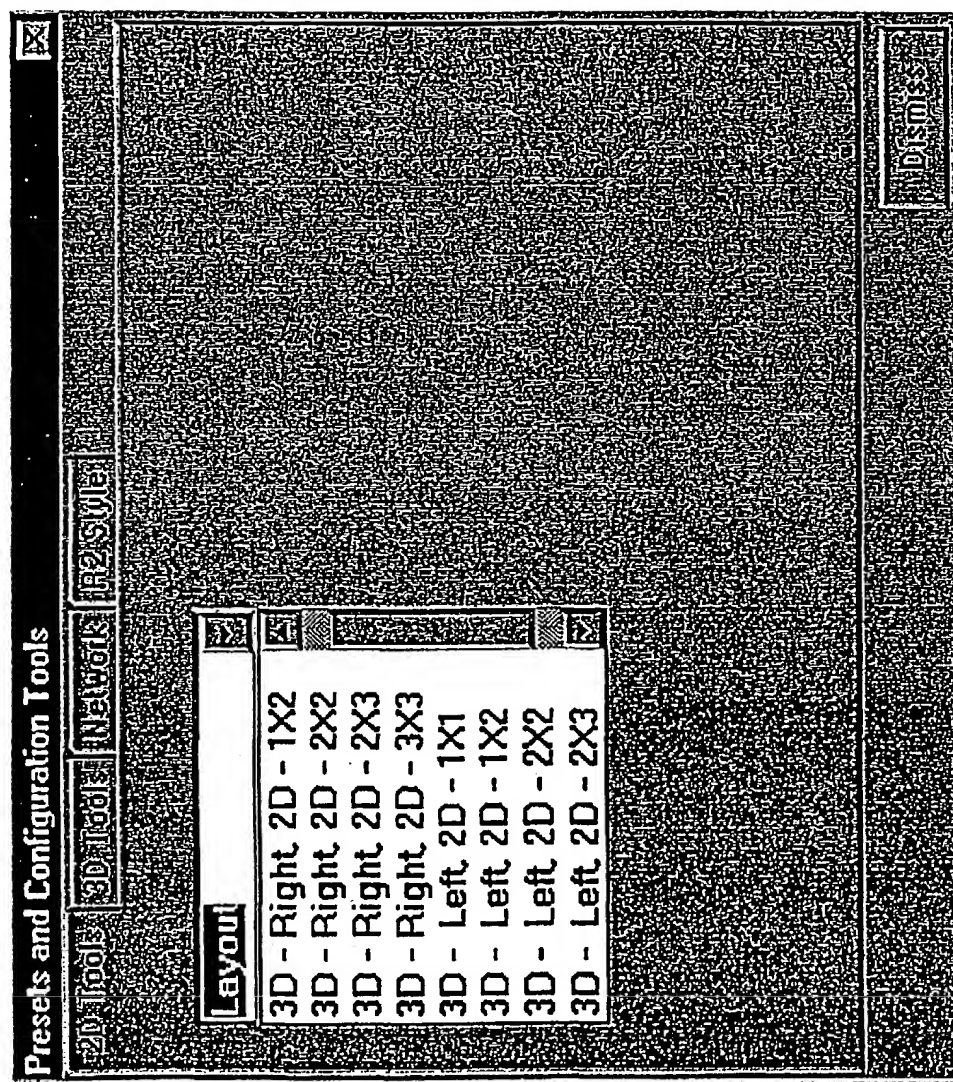 Presets and Configuration Tools
2D Tools 3D Tools Network R2 Style
Layout
3D - Right 2D - 1X2
3D - Right 2D - 2X2
3D - Right 2D - 2X3
3D - Right 2D - 3X3
3D - Left 2D - 1X1
3D - Left 2D - 1X2
3D - Left 2D - 2X2
3D - Left 2D - 2X3
Dismiss